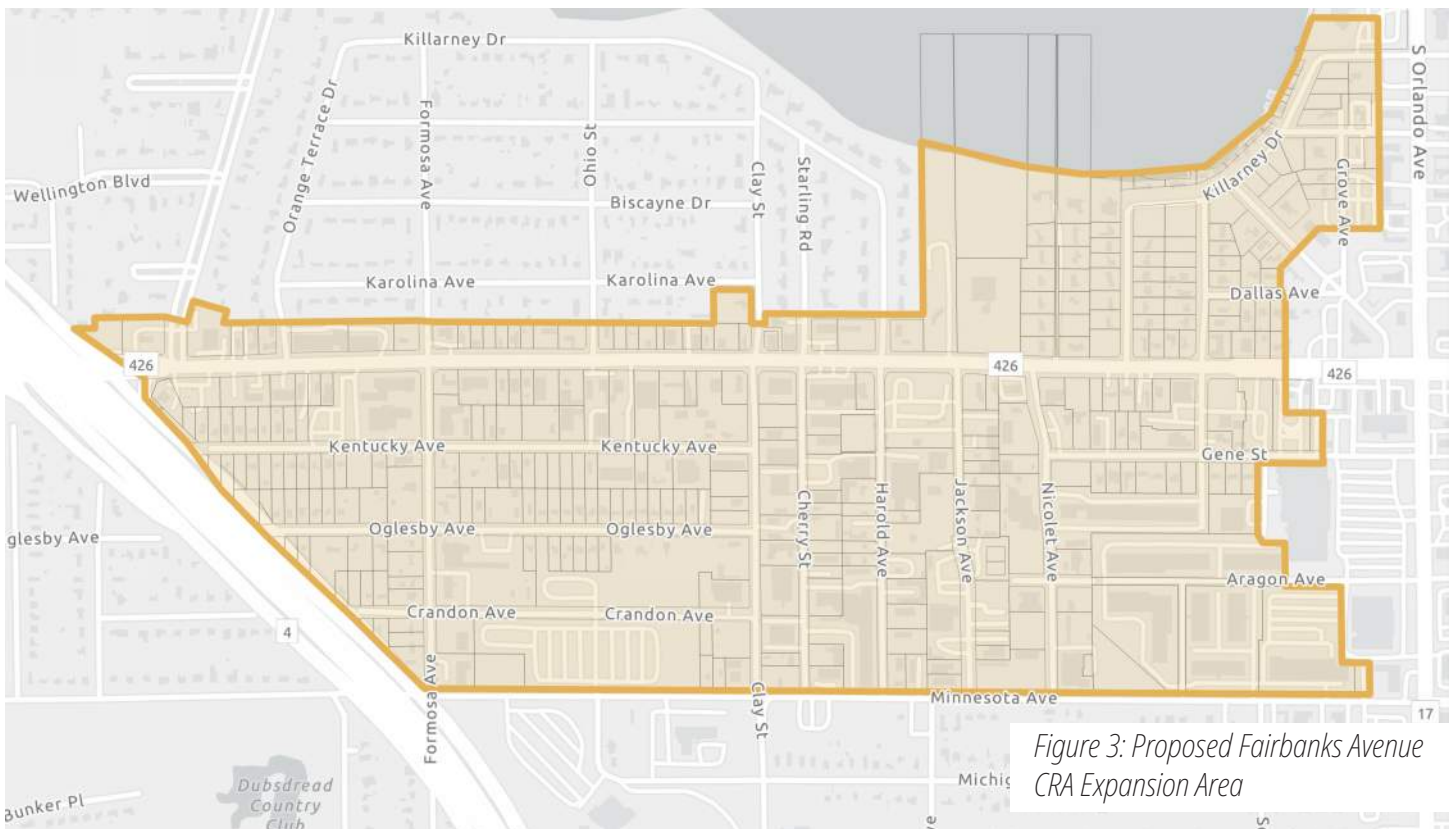 Killarney Dr
S Orlando Ave
Orange Terrace Dr
Formosa Ave
Ohio St
Clay St
Starling Rd
Killarney Dr
Grove Ave
Wellington Blvd
Biscayne Dr
Karolina Ave
Karolina Ave
Dallas Ave
426
426
426
Kentucky Ave
Kentucky Ave
Gene St
Cherry St
Harold Ave
Jackson Ave
Nicolet Ave
glesby Ave
Oglesby Ave
Oglesby Ave
Aragon Ave
Crandon Ave
Crandon Ave
4
Formosa Ave
Clay St
Minnesota Ave
17
Figure 3: Proposed Fairbanks Avenue
CRA Expansion Area
Michig
Dubsdread
Country
Club
Bunker Pl